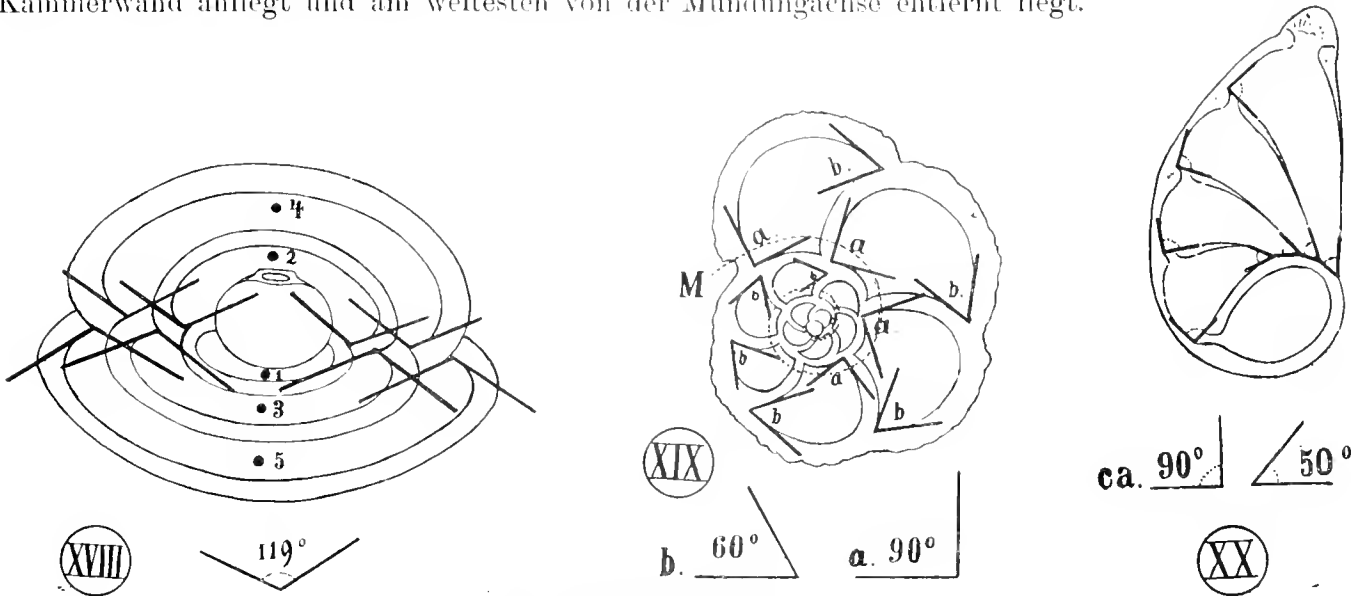 Kammerwand anliegt und am weitesten von der Mündungachse entfernt liegt.
4
2
1
3
5
XVIII
119°
M
a
a
a
a
b.
b.
b
b
b
b
XIX
b. 60°
a. 90°
ca. 90°
50°
XX